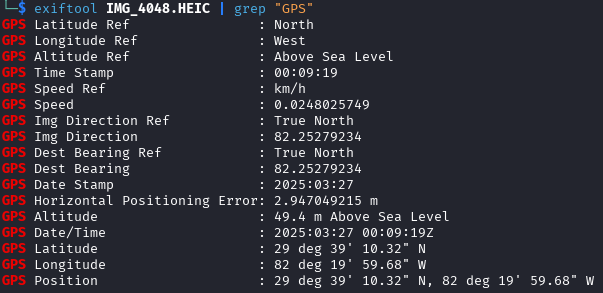 └─$ exiftool IMG_4048.HEIC | grep "GPS"
GPS Latitude Ref : North
GPS Longitude Ref : West
GPS Altitude Ref : Above Sea Level
GPS Time Stamp : 00:09:19
GPS Speed Ref : km/h
GPS Speed : 0.0248025749
GPS Img Direction Ref : True North
GPS Img Direction : 82.25279234
GPS Dest Bearing Ref : True North
GPS Dest Bearing : 82.25279234
GPS Date Stamp : 2025:03:27
GPS Horizontal Positioning Error: 2.947049215 m
GPS Altitude : 49.4 m Above Sea Level
GPS Date/Time : 2025:03:27 00:09:19Z
GPS Latitude : 29 deg 39' 10.32" N
GPS Longitude : 82 deg 19' 59.68" W
GPS Position : 29 deg 39' 10.32" N, 82 deg 19' 59.68" W